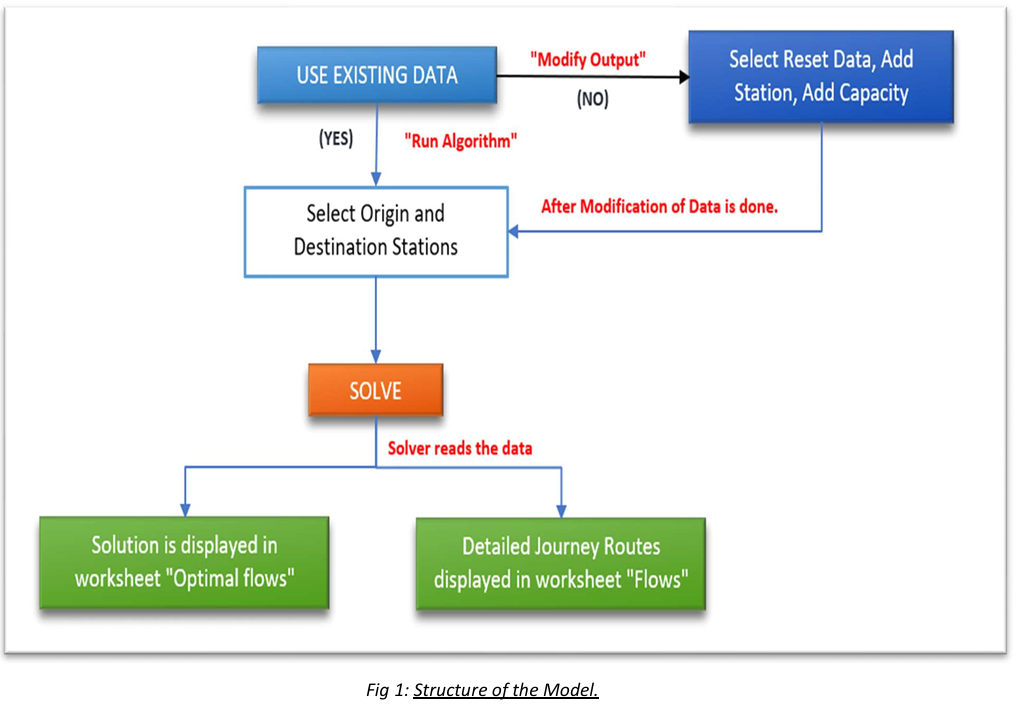 USE EXISTING DATA
"Modify Output"
(NO)
Select Reset Data, Add
Station, Add Capacity
(YES)
"Run Algorithm"
Select Origin and
Destination Stations
After Modification of Data is done.
SOLVE
Solver reads the data
Solution is displayed in
worksheet "Optimal flows"
Detailed Journey Routes
displayed in worksheet "Flows"
Fig 1: Structure of the Model.